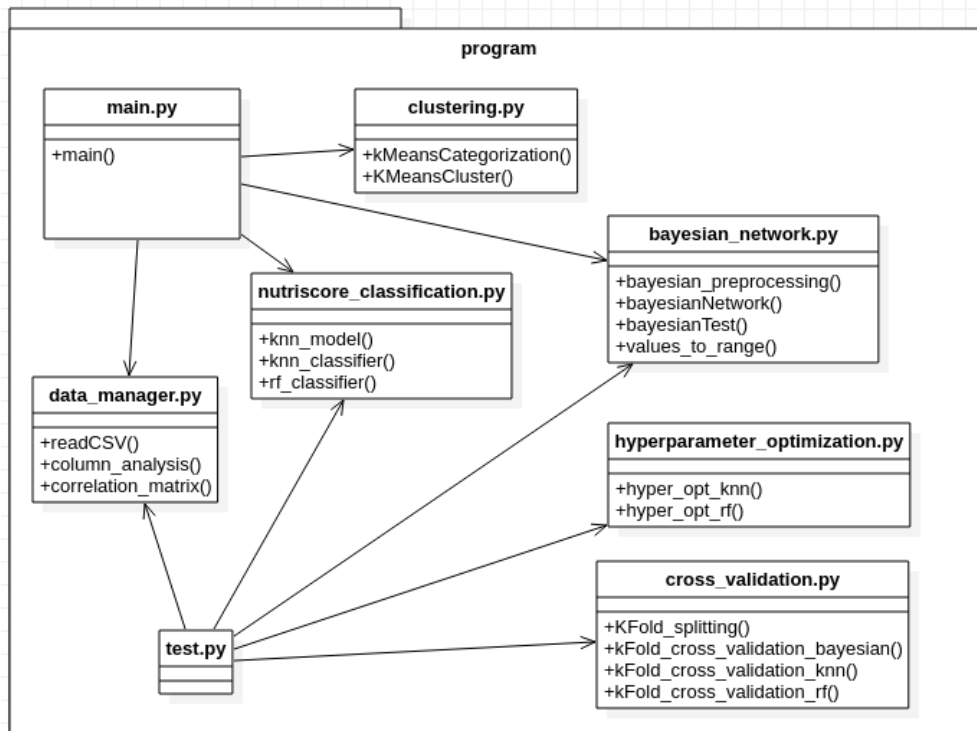 program
main.py
+main()
clustering.py
+kMeansCategorization()
+KMeansCluster()
bayesian_network.py
+bayesian_preprocessing()
+bayesianNetwork()
+bayesianTest()
+values_to_range()
nutriscore_classification.py
+knn_model()
+knn_classifier()
+rf_classifier()
data_manager.py
+readCSV()
+column_analysis()
+correlation_matrix()
hyperparameter_optimization.py
+hyper_opt_knn()
+hyper_opt_rf()
cross_validation.py
+KFold_splitting()
+kFold_cross_validation_bayesian()
+kFold_cross_validation_knn()
+kFold_cross_validation_rf()
test.py